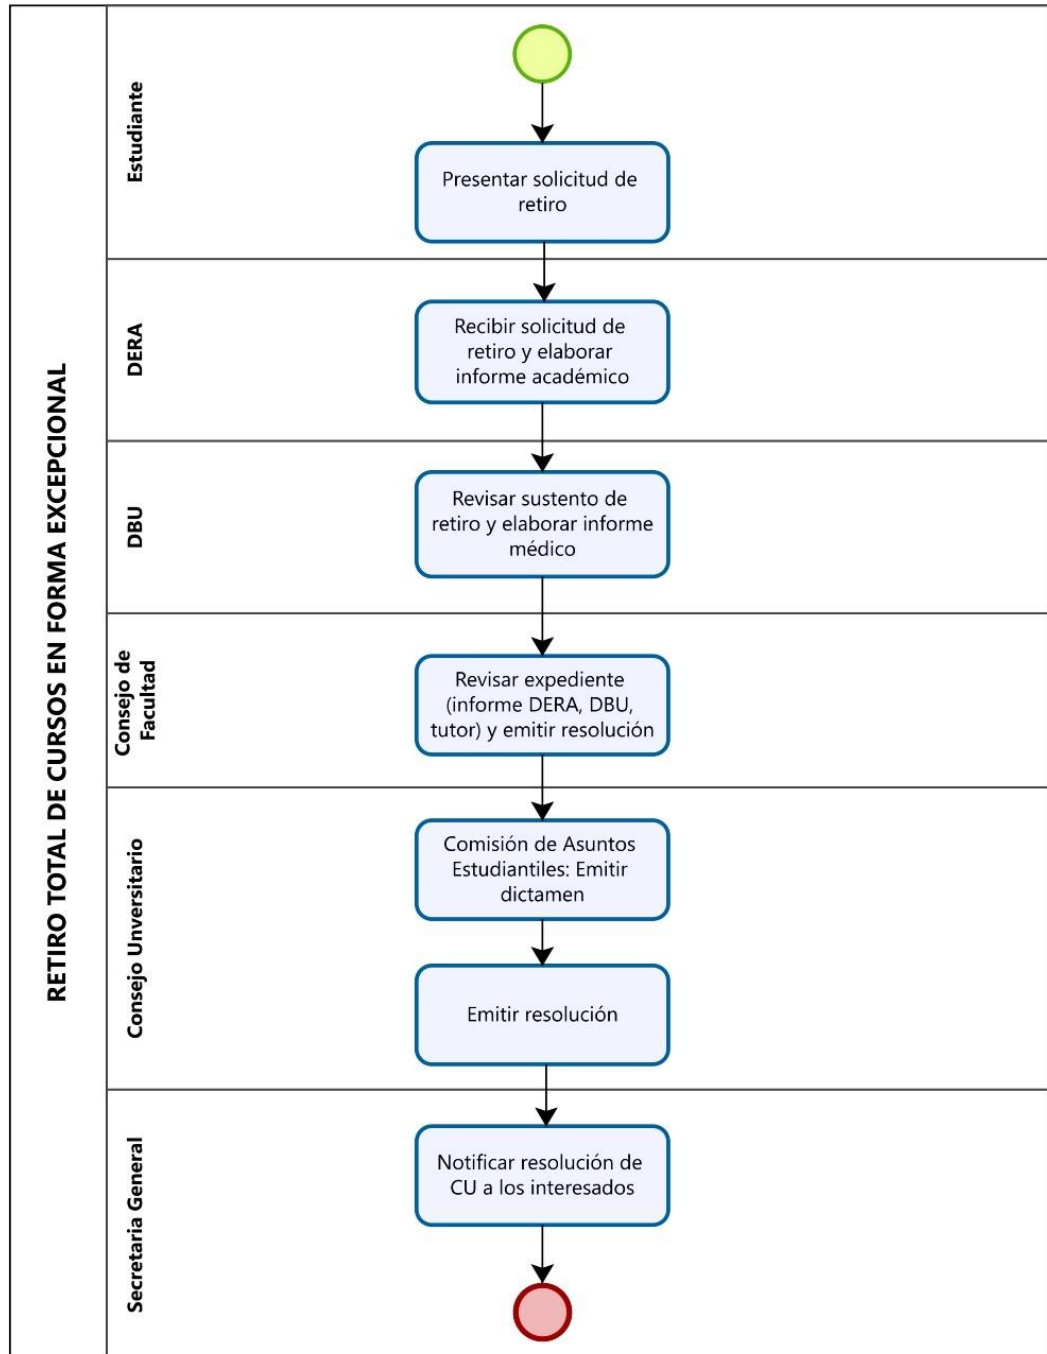 RETIRO TOTAL DE CURSOS EN FORMA EXCEPCIONAL
Estudiante
Presentar solicitud de
retiro
DERA
Recibir solicitud de
retiro y elaborar
informe académico
DBU
Revisar sustento de
retiro y elaborar informe
médico
Consejo de
Facultad
Revisar expediente
(informe DERA, DBU,
tutor) y emitir resolución
Consejo Unversitario
Comisión de Asuntos
Estudiantiles: Emitir
dictamen
Emitir resolución
Secretaria General
Notificar resolución de
CU a los interesados